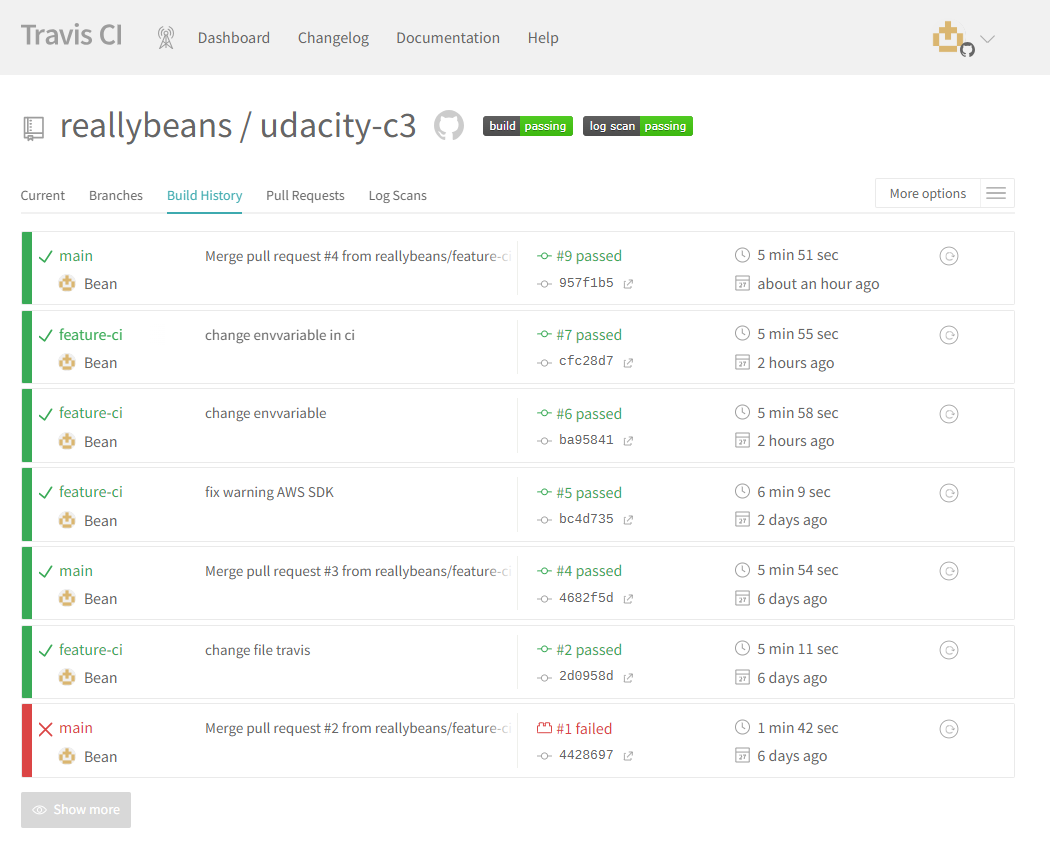 Travis CI Dashboard Changelog Documentation Help
reallybeans / udacity-c3 build passing log scan passing
Current Branches Build History Pull Requests Log Scans More options
main Merge pull request #4 from reallybeans/feature-ci #9 passed 5 min 51 sec
Bean 957f1b5 27 about an hour ago
feature-ci change envvariable in ci #7 passed 5 min 55 sec
Bean cfc28d7 27 2 hours ago
feature-ci change envvariable #6 passed 5 min 58 sec
Bean ba95841 27 2 hours ago
feature-ci fix warning AWS SDK #5 passed 6 min 9 sec
Bean bc4d735 27 2 days ago
main Merge pull request #3 from reallybeans/feature-ci #4 passed 5 min 54 sec
Bean 4682f5d 27 6 days ago
feature-ci change file travis #2 passed 5 min 11 sec
Bean 2d0958d 27 6 days ago
main Merge pull request #2 from reallybeans/feature-ci #1 failed 1 min 42 sec
Bean 4428697 27 6 days ago
Show more